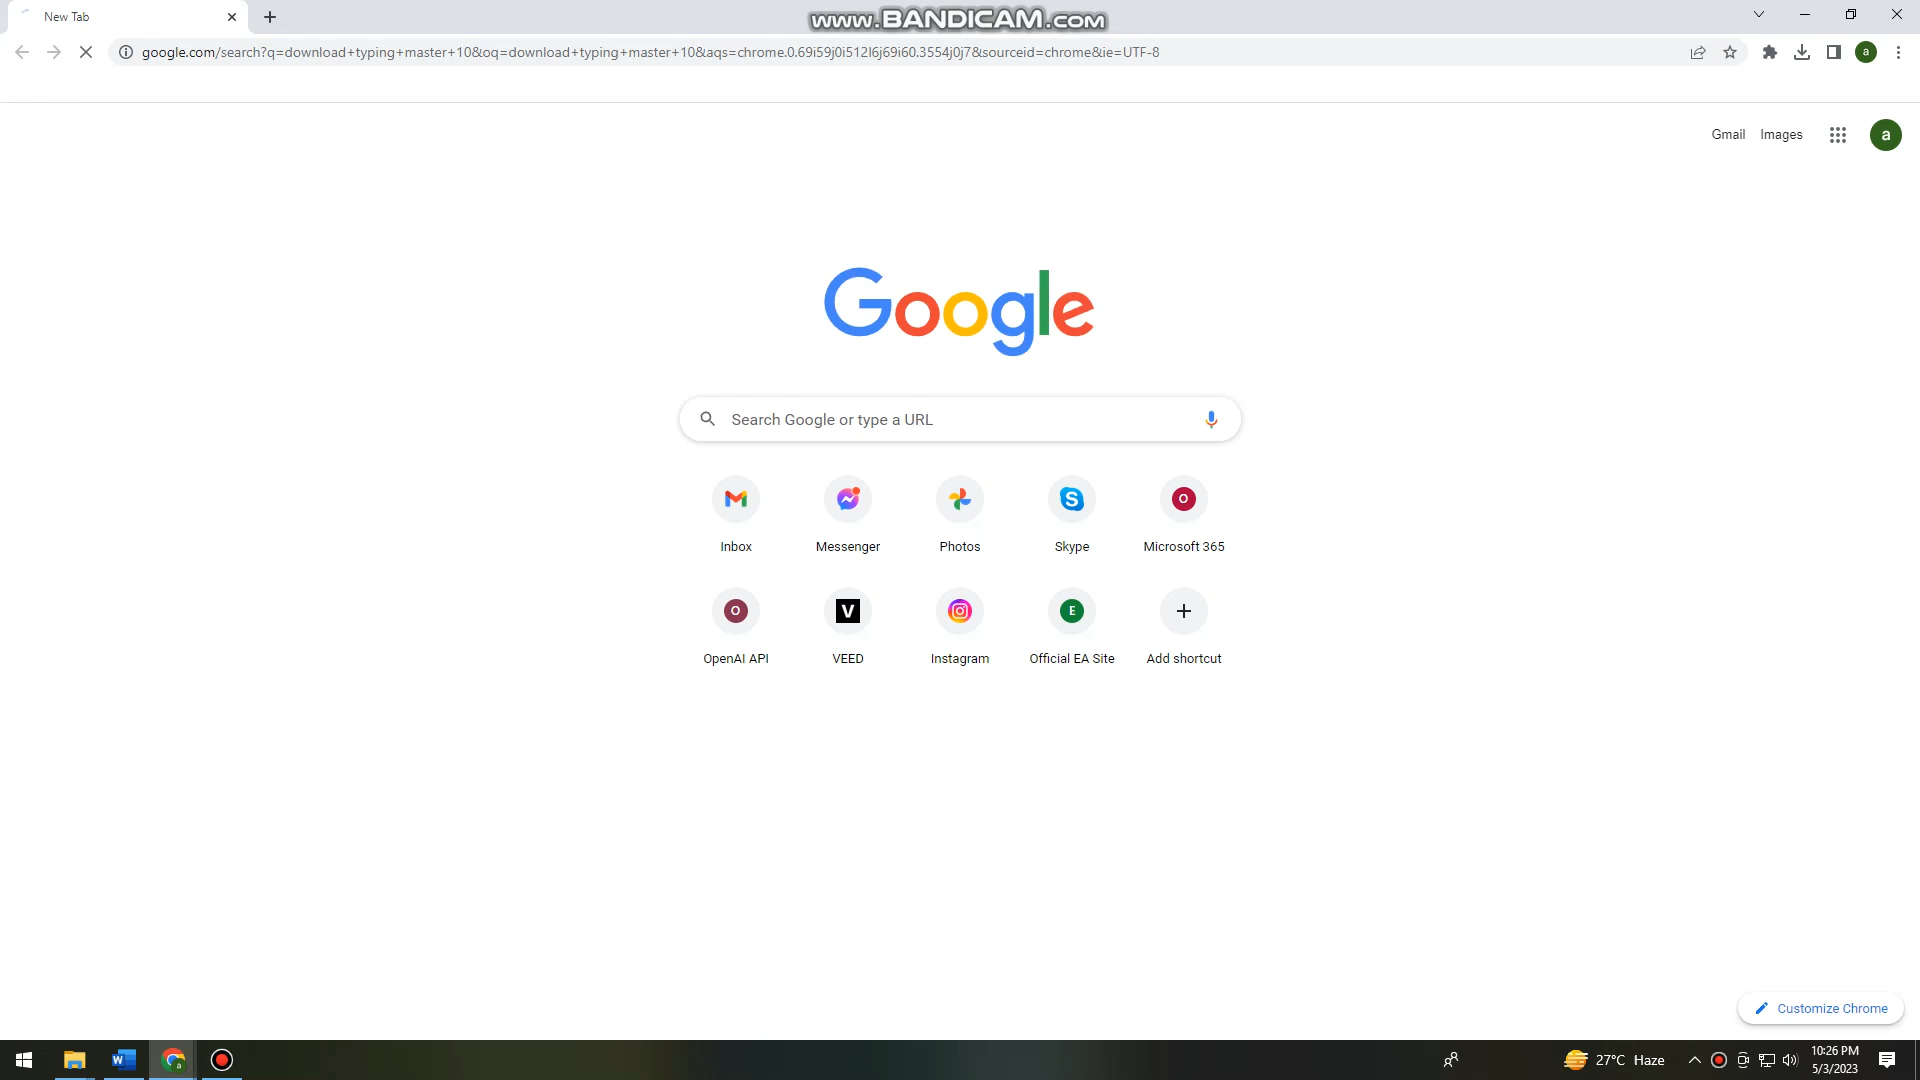 New Tab
www.BANDICAM.COM
google.com/search?q=download+typing+master+10&oq=download+typing+master+10&aqs=chrome.0.69i59j0i512l6j69i60.3554j0j7&sourceid=chrome&ie=UTF-8
a
Gmail Images
a
Google
Search Google or type a URL
Inbox Messenger Photos Skype Microsoft 365
OpenAI API VEED Instagram Official EA Site Add shortcut
Customize Chrome
27°C Haze
10:26 PM
5/3/2023